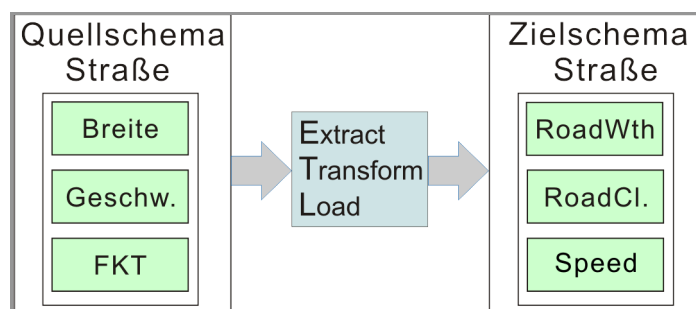 Quellschema
Straße
Breite
Geschw.
FKT
Extract
Transform
Load
Zielschema
Straße
RoadWth
RoadCl.
Speed